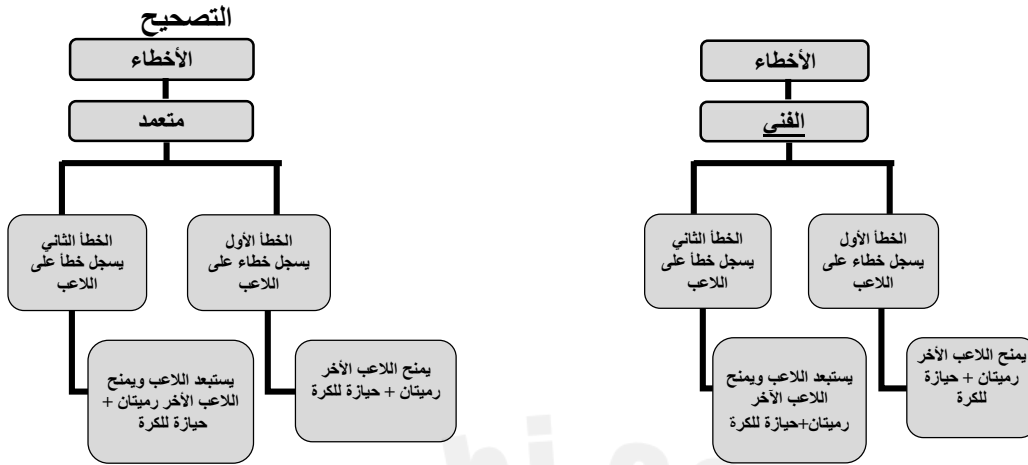 التصحيح
الأخطاء
الفني
الخطأ الأول
يسجل خطاء على
اللاعب
الخطأ الثاني
يسجل خطأ على
اللاعب
يمنح اللاعب الأخر
رميتان + حيازة
للكرة
يستبعد اللاعب ويمنح
اللاعب الآخر
رميتان+حيازة للكرة
الأخطاء
متعمد
الخطأ الأول
يسجل خطاء على
اللاعب
الخطأ الثاني
يسجل خطأ على
اللاعب
يمنح اللاعب الأخر
رميتان + حيازة للكرة
يستبعد اللاعب ويمنح
اللاعب الأخر رميتان +
حيازة للكرة